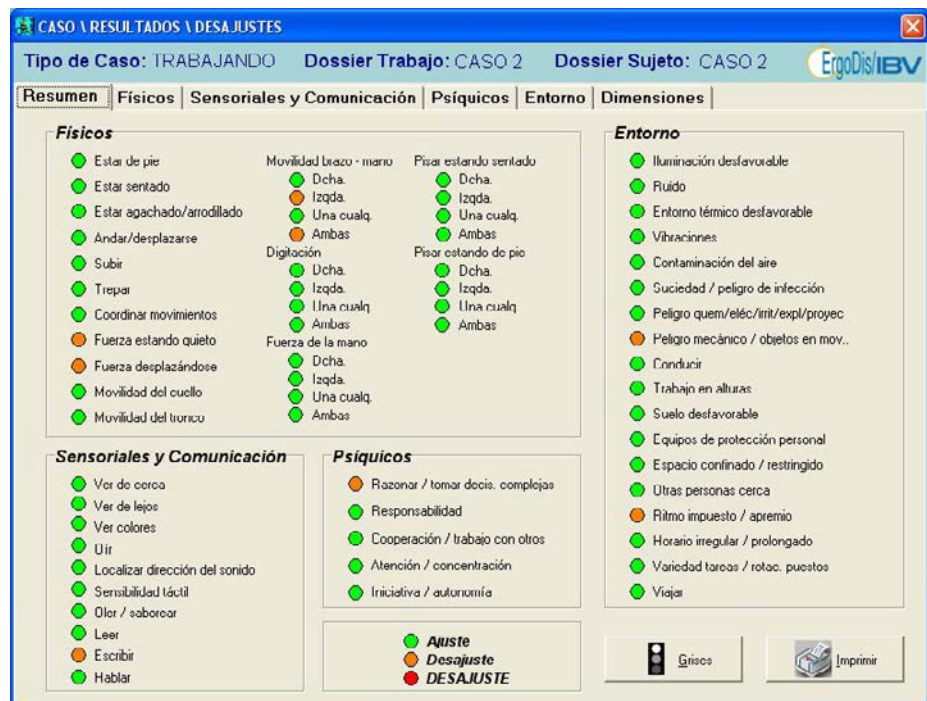 CASO \ RESULTADOS \ DESAJUSTES
Tipo de Caso: TRABAJANDO Dossier Trabajo: CASO 2 Dossier Sujeto: CASO 2 ErgoDis/IBV
Resumen Físicos Sensoriales y Comunicación Psíquicos Entorno Dimensiones
Físicos
Estar de pie
Estar sentado
Estar agachado/arrodillado
Andar/desplazarse
Subir
Trepar
Coordinar movimientos
Fuerza estando quieto
Fuerza desplazándose
Movilidad del cuello
Movilidad del tronco
Movilidad brazo - mano
Dcha.
Izqda.
Una cualq.
Ambas
Digitación
Dcha.
Izqda.
Una cualq.
Ambas
Fuerza de la mano
Dcha.
Izqda.
Una cualq.
Ambas
Pisar estando sentado
Dcha.
Izqda.
Una cualq.
Ambas
Pisar estando de pie
Dcha.
Izqda.
Una cualq
Ambas
Entorno
Iluminación desfavorable
Ruido
Entorno térmico desfavorable
Vibraciones
Contaminación del aire
Suciedad / peligro de infección
Peligro quem/eléc/irrit/expl/proyec
Peligro mecánico / objetos en mov..
Conducir
Trabajo en alturas
Suelo desfavorable
Equipos de protección personal
Espacio confinado / restringido
Otras personas cerca
Ritmo impuesto / apremio
Horario irregular / prolongado
Variedad tareas / rotac. puestos
Viajar
Sensoriales y Comunicación
Ver de cerca
Ver de lejos
Ver colores
Oír
Localizar dirección del sonido
Sensibilidad táctil
Oler / saborear
Leer
Escribir
Hablar
Psíquicos
Razonar / tomar decis. complejas
Responsabilidad
Cooperación / trabajo con otros
Atención / concentración
Iniciativa / autonomía
Ajuste
Desajuste
DESAJUSTE
Grises
Imprimir